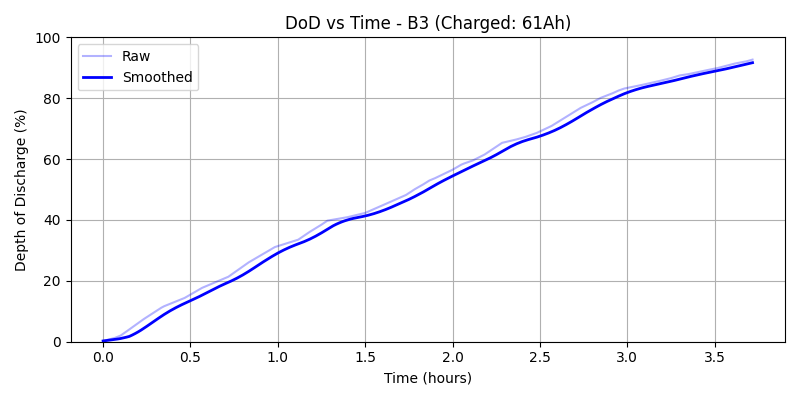 DoD vs Time - B3 (Charged: 61Ah)
Raw
Smoothed
Depth of Discharge (%)
100
80
60
40
20
0
0.0 0.5 1.0 1.5 2.0 2.5 3.0 3.5
Time (hours)